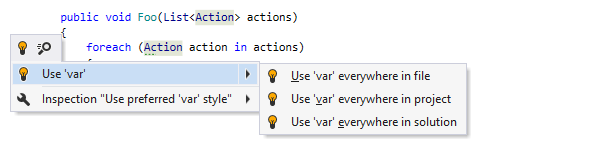 public void Foo(List<Action> actions)
{
foreach (Action action in actions)
Use 'var'
Inspection "Use preferred 'var' style"
Use 'var' everywhere in file
Use 'var' everywhere in project
Use 'var' everywhere in solution